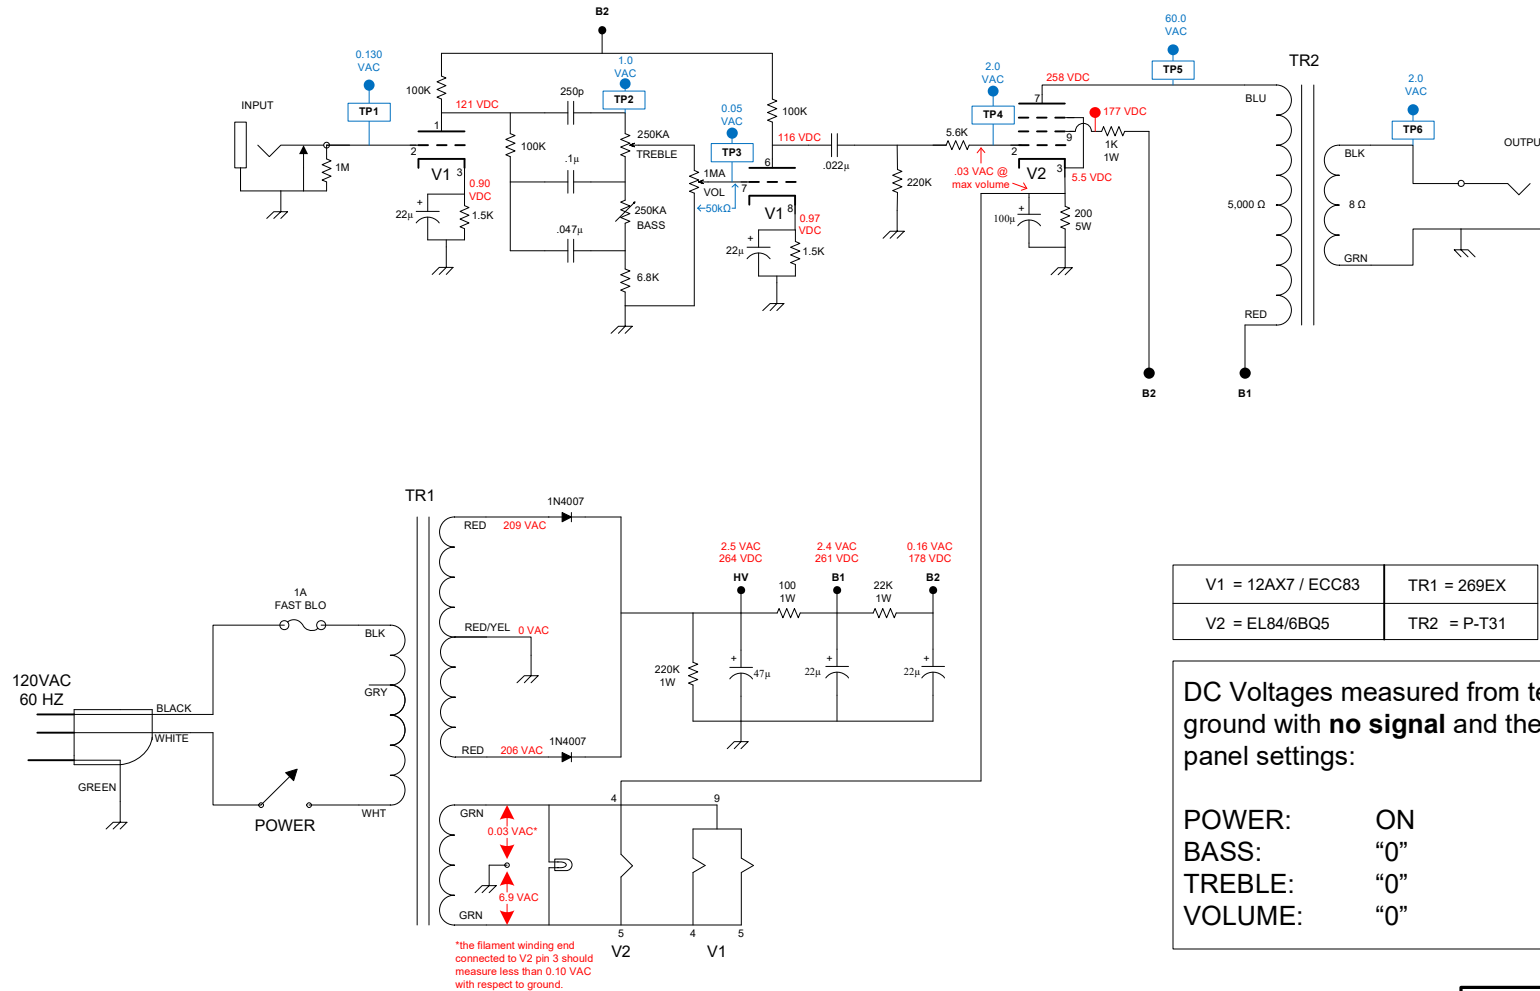 B2
0.130
VAC
TP1
INPUT
1M
100K
121 VDC
1
2
V1
3
0.90
VDC
22µ
1.5K
100K
250p
.1µ
.047µ
1.0
VAC
TP2
250KA
TREBLE
250KA
BASS
6.8K
0.05
VAC
TP3
1MA
VOL
←50kΩ
7
100K
116 VDC
6
V1
8
0.97
VDC
22µ
1.5K
.022µ
220K
5.6K
2.0
VAC
TP4
.03 VAC @
max volume
258 VDC
7
177 VDC
9
1K
1W
2
V2
3
5.5 VDC
100µ
200
5W
60.0
VAC
TP5
TR2
BLU
5,000 Ω
RED
B2
B1
2.0
VAC
TP6
BLK
8 Ω
GRN
OUTPU
TR1
1N4007
RED
209 VAC
RED/YEL
0 VAC
RED
206 VAC
1N4007
2.5 VAC
264 VDC
HV
100
1W
2.4 VAC
261 VDC
B1
22K
1W
0.16 VAC
178 VDC
B2
220K
1W
47µ
22µ
22µ
1A
FAST BLO
BLK
GRY
WHT
120VAC
60 HZ
BLACK
WHITE
GREEN
POWER
GRN
0.03 VAC*
6.9 VAC
GRN
4
9
5
4
5
V2
V1
*the filament winding end
connected to V2 pin 3 should
measure less than 0.10 VAC
with respect to ground.
V1 = 12AX7 / ECC83
TR1 = 269EX
V2 = EL84/6BQ5
TR2 = P-T31
DC Voltages measured from te
ground with no signal and the
panel settings:
POWER: ON
BASS: “0”
TREBLE: “0”
VOLUME: “0”